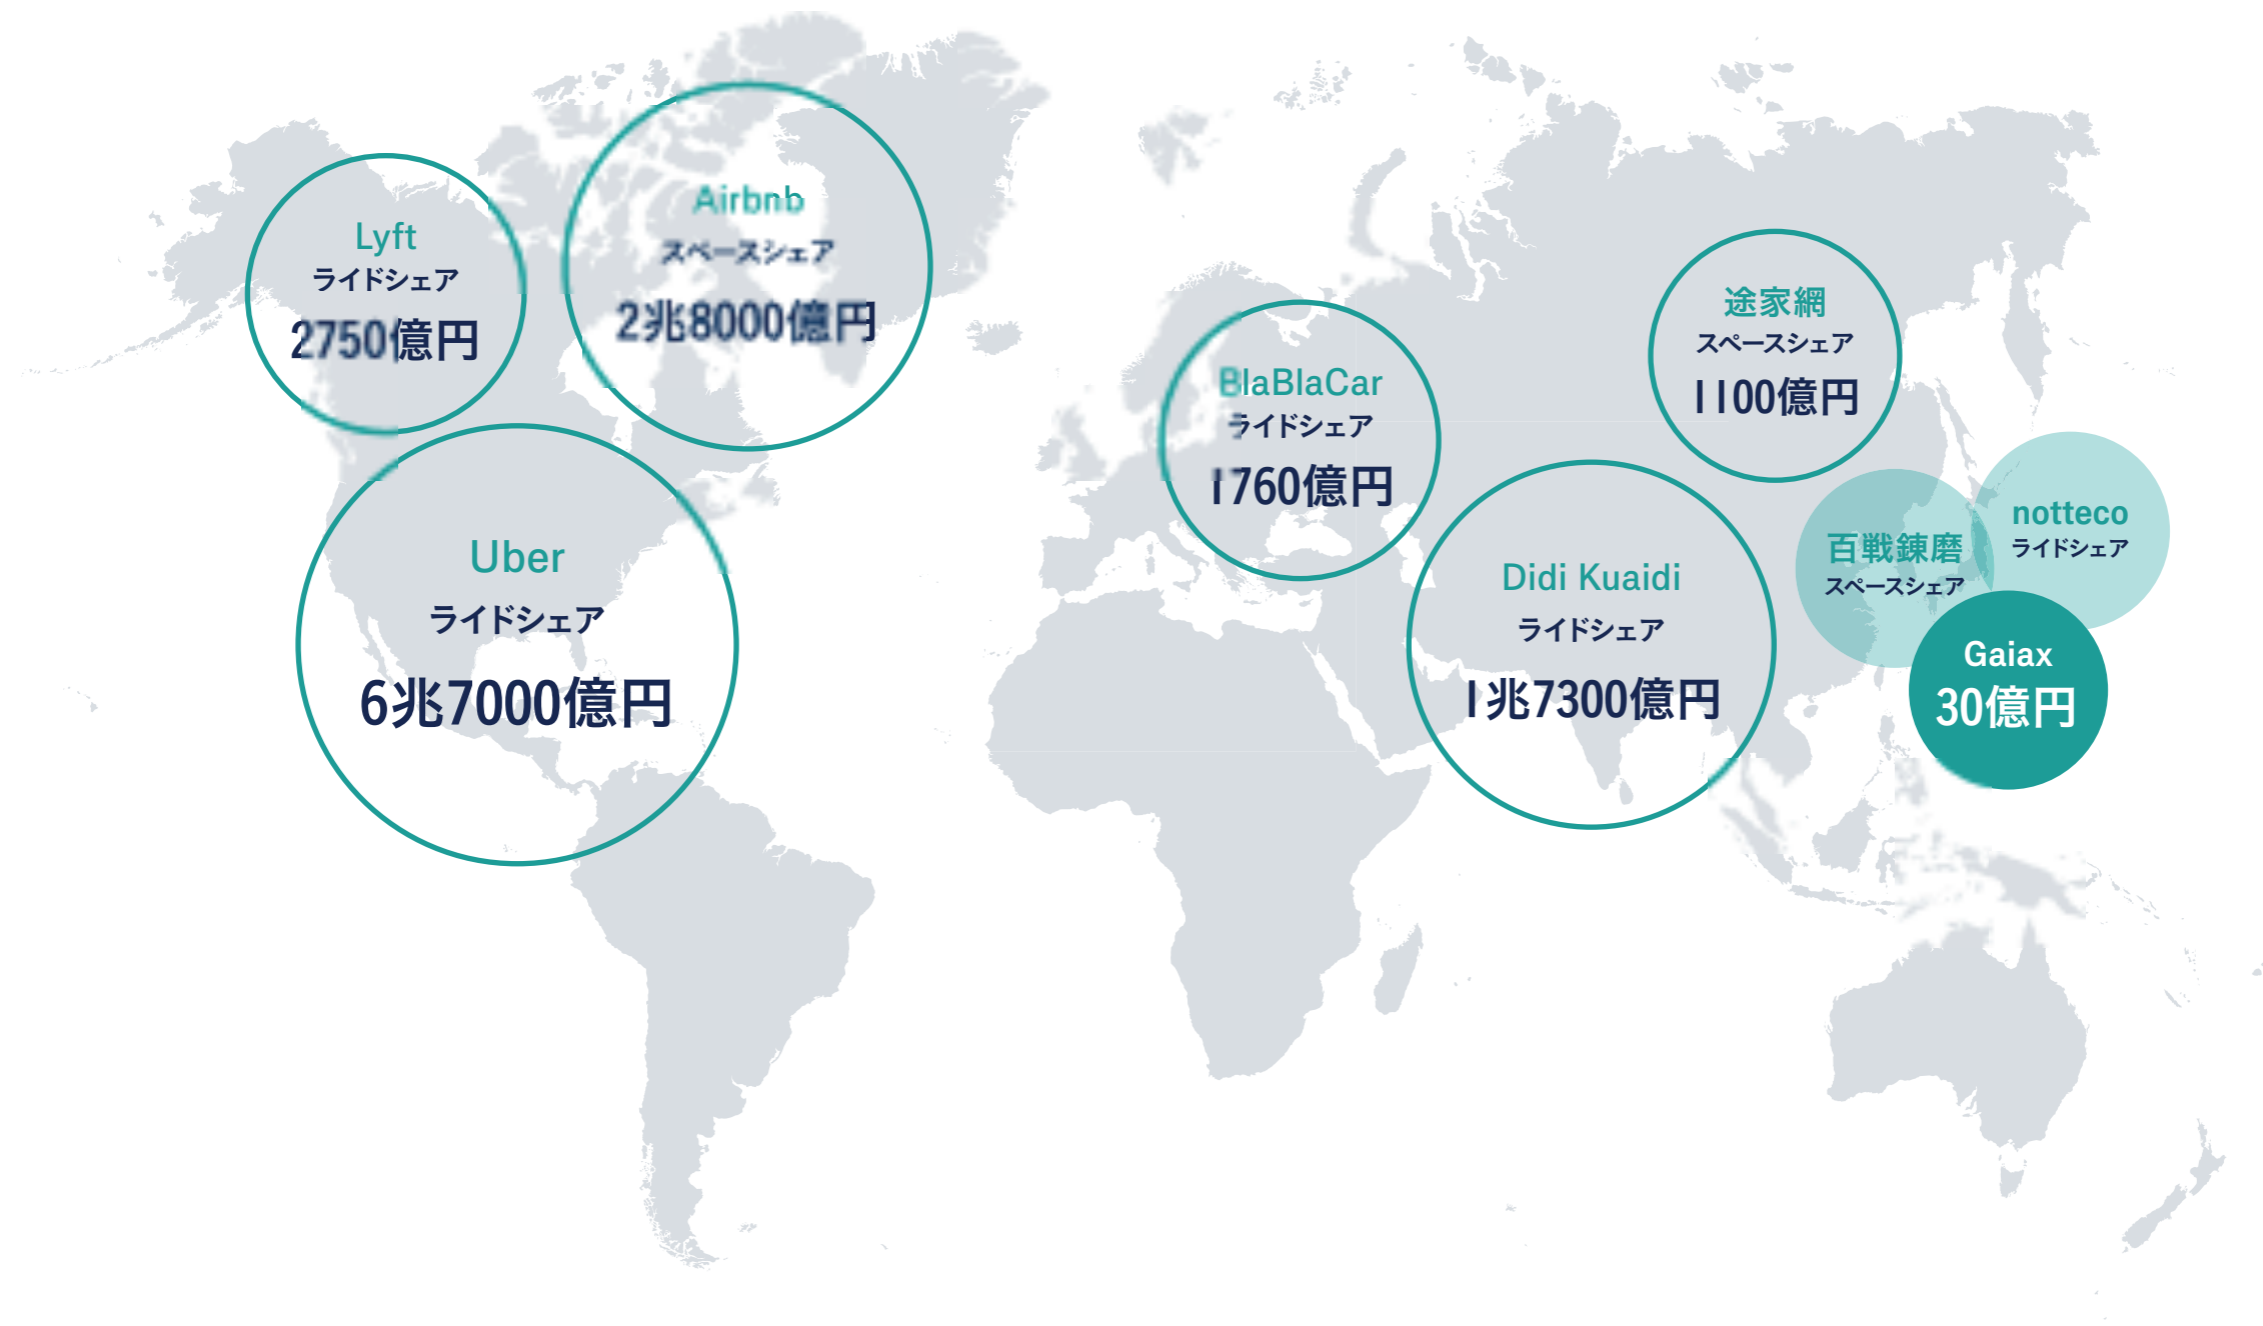 Lyft
ライドシェア
2750億円
Airbnb
スペースシェア
2兆8000億円
Uber
ライドシェア
6兆7000億円
BlaBlaCar
ライドシェア
1760億円
途家網
スペースシェア
1100億円
Didi Kuaidi
ライドシェア
1兆7300億円
百戦錬磨
スペースシェア
notteco
ライドシェア
Gaiax
30億円